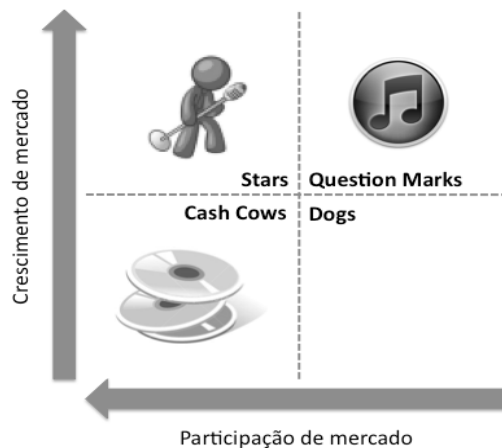 Crescimento de mercado
Stars
Question Marks
Cash Cows
Dogs
Participação de mercado